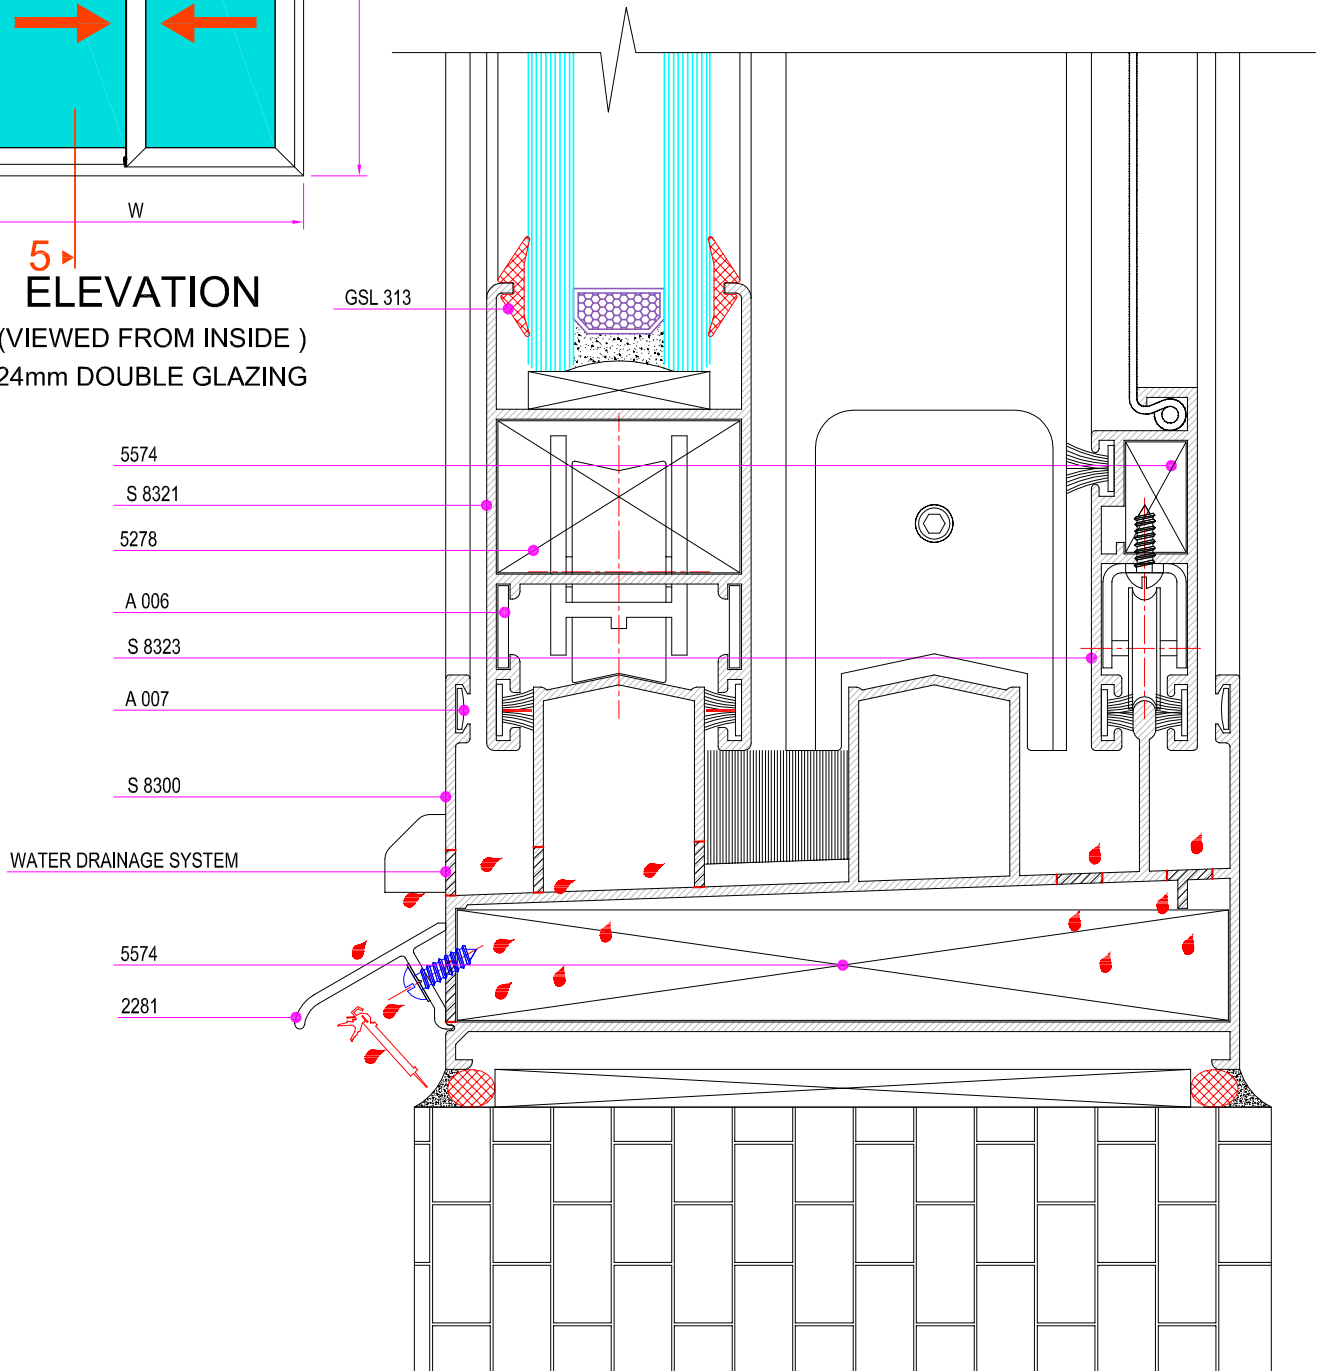 W
5
ELEVATION
(VIEWED FROM INSIDE )
24mm DOUBLE GLAZING
GSL 313
5574
S 8321
5278
A 006
S 8323
A 007
S 8300
WATER DRAINAGE SYSTEM
5574
2281